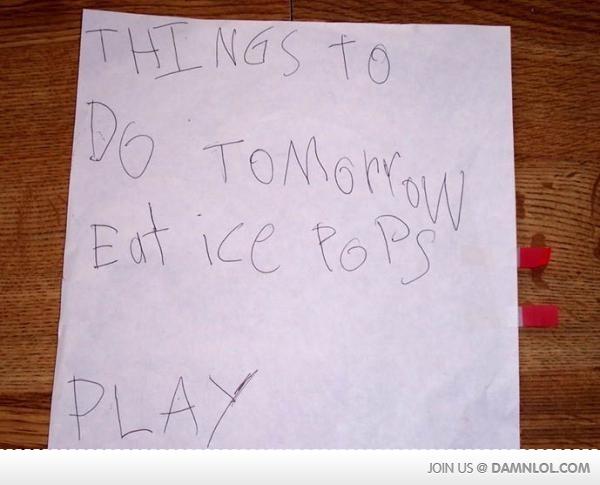 THINGS TO
DO TOMORROW
Eat ice POPS
PLAY
JOIN US @ DAMNLOL.COM